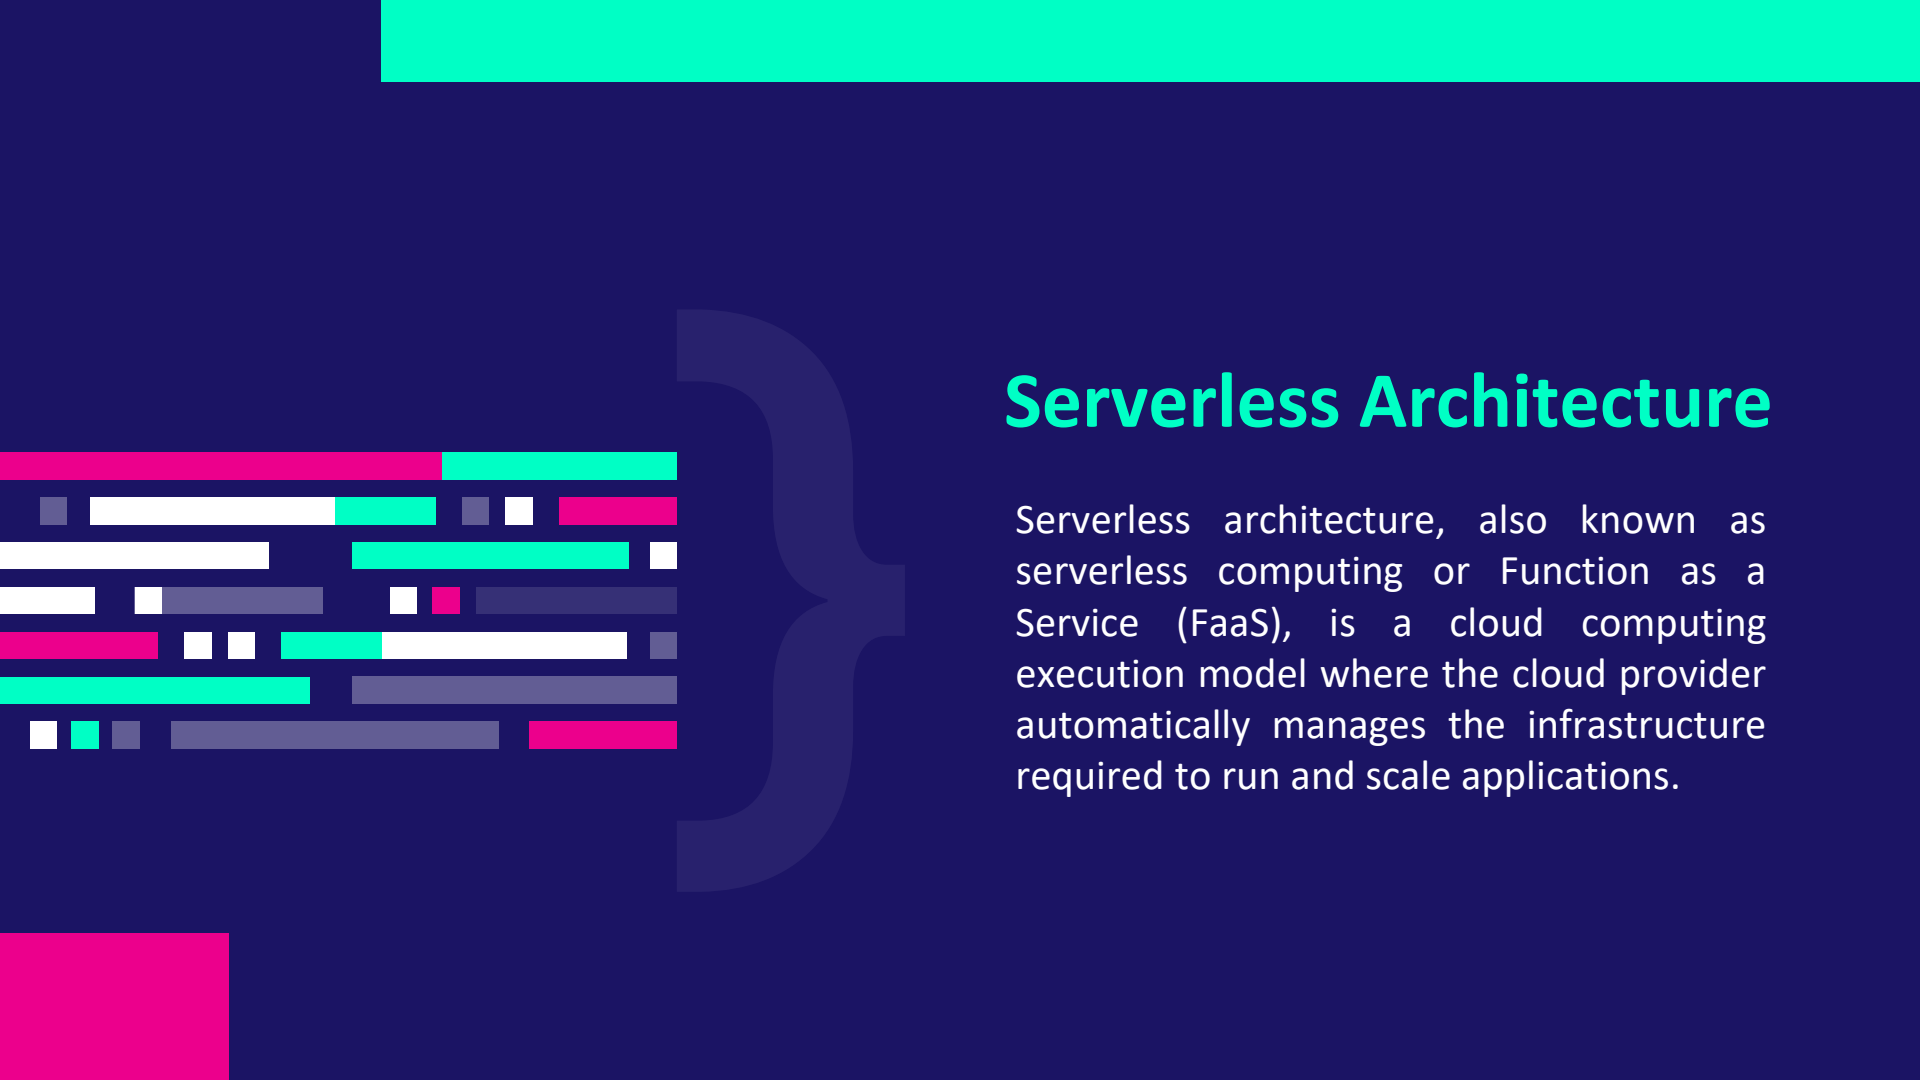 Serverless Architecture
Serverless architecture, also known as
serverless computing or Function as a
Service (FaaS), is a cloud computing
execution model where the cloud provider
automatically manages the infrastructure
required to run and scale applications.
}